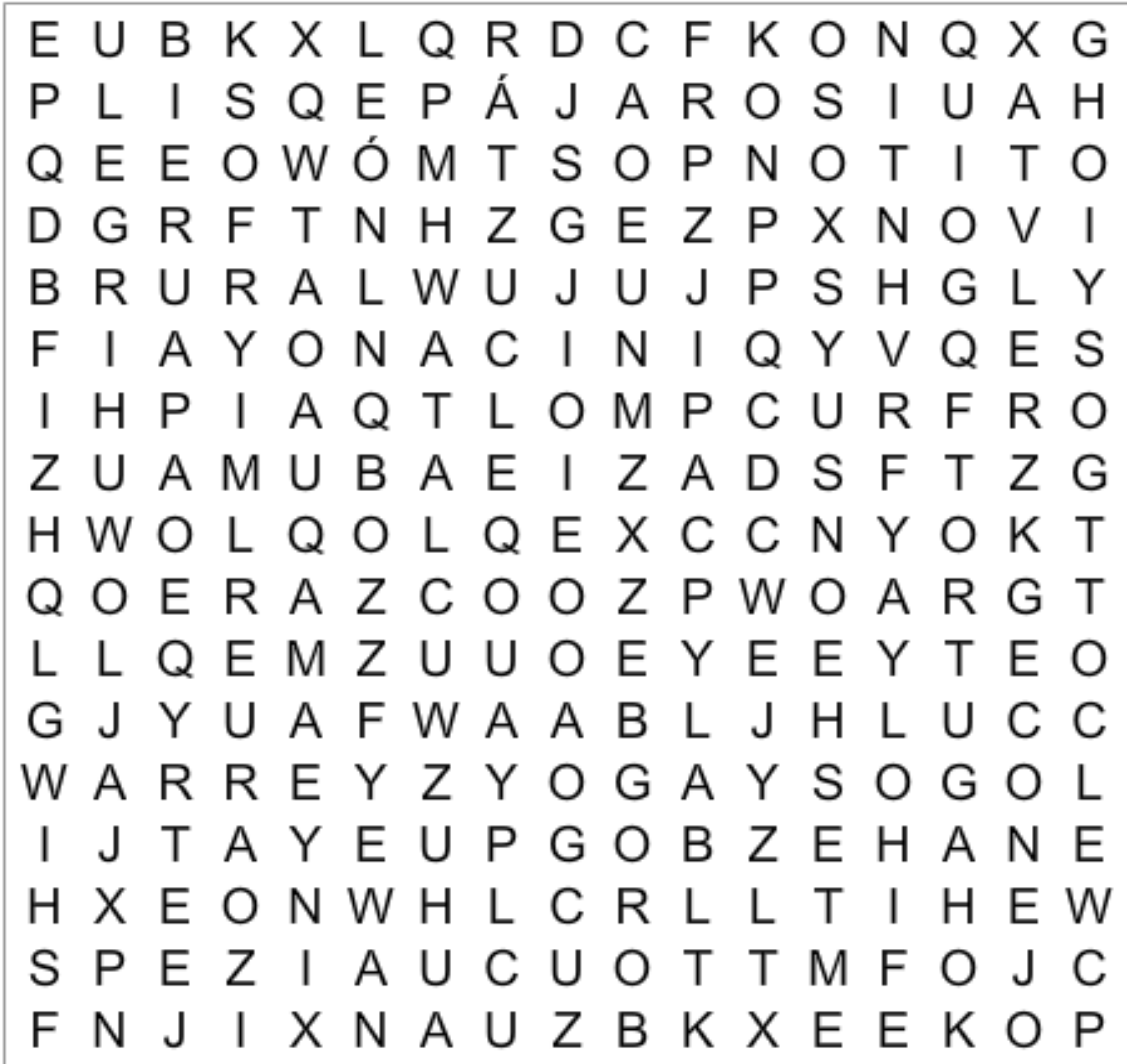 E U B K X L Q R D C F K O N Q X G
P L I S Q E P Á J A R O S I U A H
Q E E O W Ó M T S O P N O T I T O
D G R F T N H Z G E Z P X N O V I
B R U R A L W U J U J P S H G L Y
F I A Y O N A C I N I Q Y V Q E S
I H P I A Q T L O M P C U R F R O
Z U A M U B A E I Z A D S F T Z G
H W O L Q O L Q E X C C N Y O K T
Q O E R A Z C O O Z P W O A R G T
L L Q E M Z U U O E Y E E Y T E O
G J Y U A F W A A B L J H L U C C
W A R R E Y Z Y O G A Y S O G O L
I J T A Y E U P G O B Z E H A N E
H X E O N W H L C R L L T I H E W
S P E Z I A U C U O T T M F O J C
F N J I X N A U Z B K X E E K O P